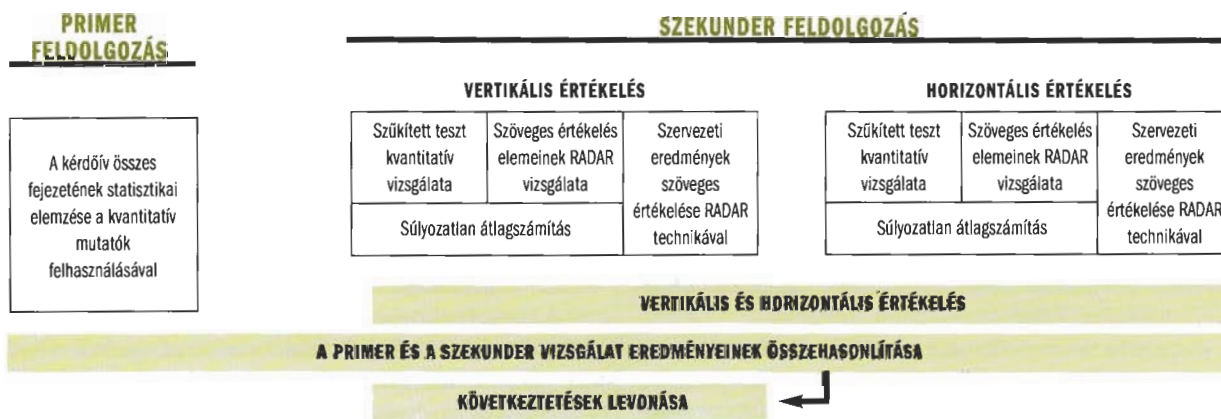 PRIMER
FELDOLGOZÁS
A kérdőív összes
fejezetének statisztikai
elemzése a kvantitatív
mutatók
felhasználásával
SZEKUNDER FELDOLGOZÁS
VERTIKÁLIS ÉRTÉKELÉS
Szűkített teszt
kvantitatív
vizsgálata
Szöveges értékelés
elemeinek RADAR
vizsgálata
Súlyozatlan átlagszámítás
Szervezeti
eredmények
szöveges
értékelése RADAR
technikával
HORIZONTÁLIS ÉRTÉKELÉS
Szűkített teszt
kvantitatív
vizsgálata
Szöveges értékelés
elemeinek RADAR
vizsgálata
Súlyozatlan átlagszámítás
Szervezeti
eredmények
szöveges
értékelése RADAR
technikával
VERTIKÁLIS ÉS HORIZONTÁLIS ÉRTÉKELÉS
A PRIMER ÉS A SZEKUNDER VIZSGÁLAT EREDMÉNYEINEK ÖSSZEHASONLÍTÁSA
KÖVETKEZTETÉSEK LEVONÁSA